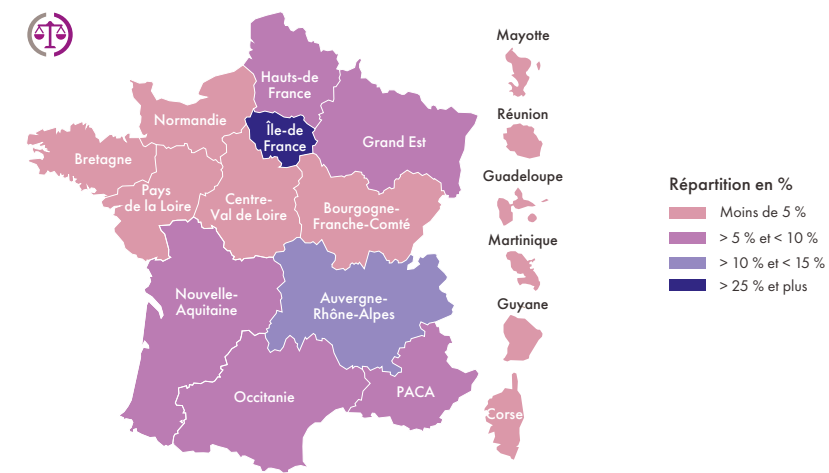 Mayotte
Hauts-de
France
Réunion
Normandie
Île-de
France
Grand Est
Bretagne
Guadeloupe
Répartition en %
Pays
de la Loire
Centre-
Val de Loire
Bourgogne-
Franche-Comté
Moins de 5 %
> 5 % et < 10 %
Martinique
> 10 % et < 15 %
> 25 % et plus
Nouvelle-
Aquitaine
Auvergne-
Rhône-Alpes
Guyane
Occitanie
PACA
Corse